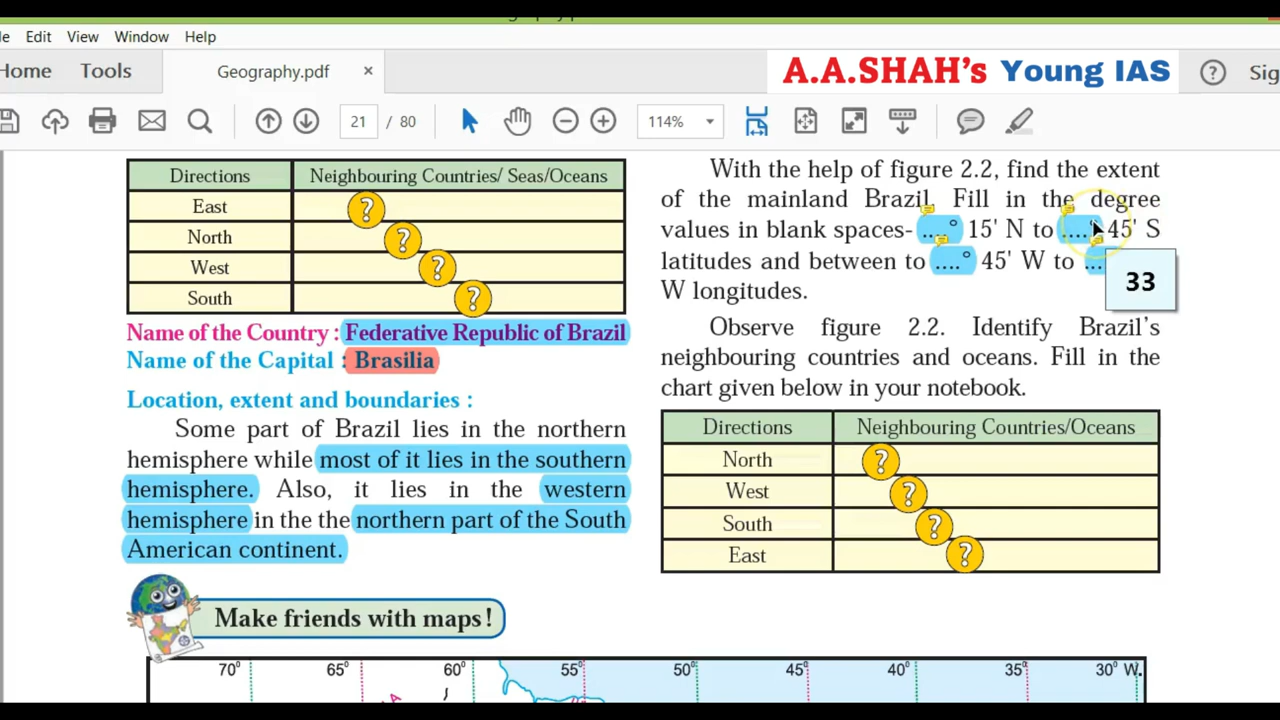 le Edit View Window Help
Home Tools Geography.pdf × A.A.SHAH's Young IAS ? Sig
21 / 80 114%
Directions Neighbouring Countries/ Seas/Oceans
East ?
North ?
West ?
South ?
Name of the Country : Federative Republic of Brazil
Name of the Capital : Brasilia
Location, extent and boundaries :
Some part of Brazil lies in the northern
hemisphere while most of it lies in the southern
hemisphere. Also, it lies in the western
hemisphere in the the northern part of the South
American continent.
With the help of figure 2.2, find the extent
of the mainland Brazil. Fill in the degree
values in blank spaces- ....° 15' N to ....° 45' S
latitudes and between to ....° 45' W to ....
W longitudes.
33
Observe figure 2.2. Identify Brazil's
neighbouring countries and oceans. Fill in the
chart given below in your notebook.
Directions Neighbouring Countries/Oceans
North ?
West ?
South ?
East ?
Make friends with maps!
70° 65° 60° 55° 50° 45° 40° 35° 30° W.